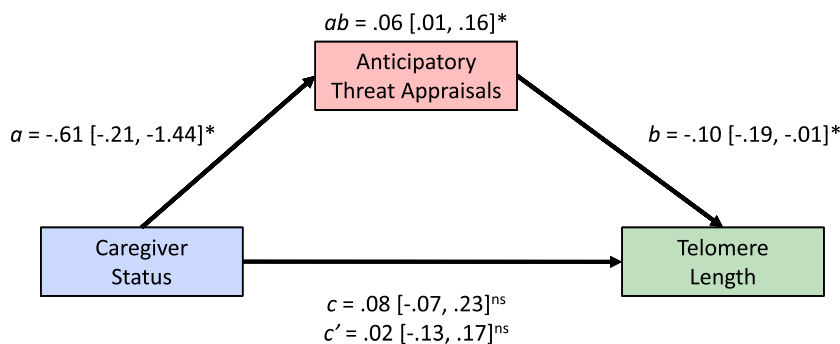 ab = .06 [.01, .16]*
Anticipatory
Threat Appraisals
a = -.61 [-.21, -1.44]*
b = -.10 [-.19, -.01]*
Caregiver
Status
Telomere
Length
c = .08 [-.07, .23]ns
c’ = .02 [-.13, .17]ns